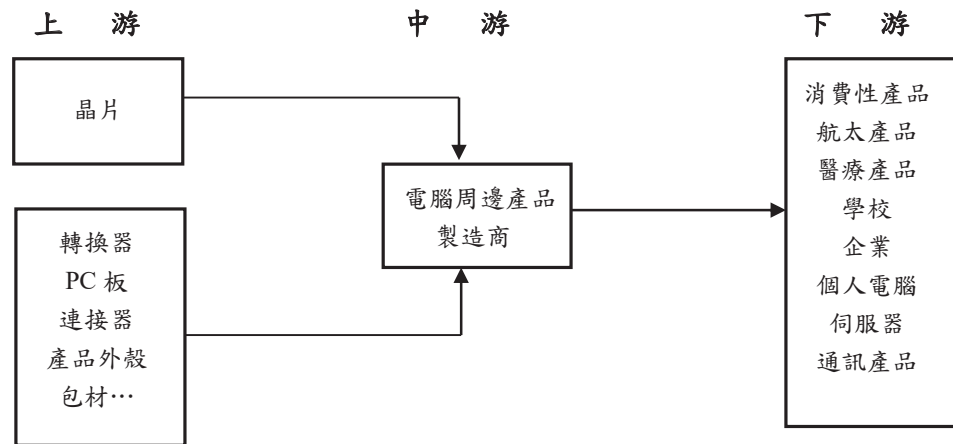 上 游
中 游
下 游
晶片
轉換器
PC 板
連接器
產品外殼
包材…
電腦周邊產品
製造商
消費性產品
航太產品
醫療產品
學校
企業
個人電腦
伺服器
通訊產品